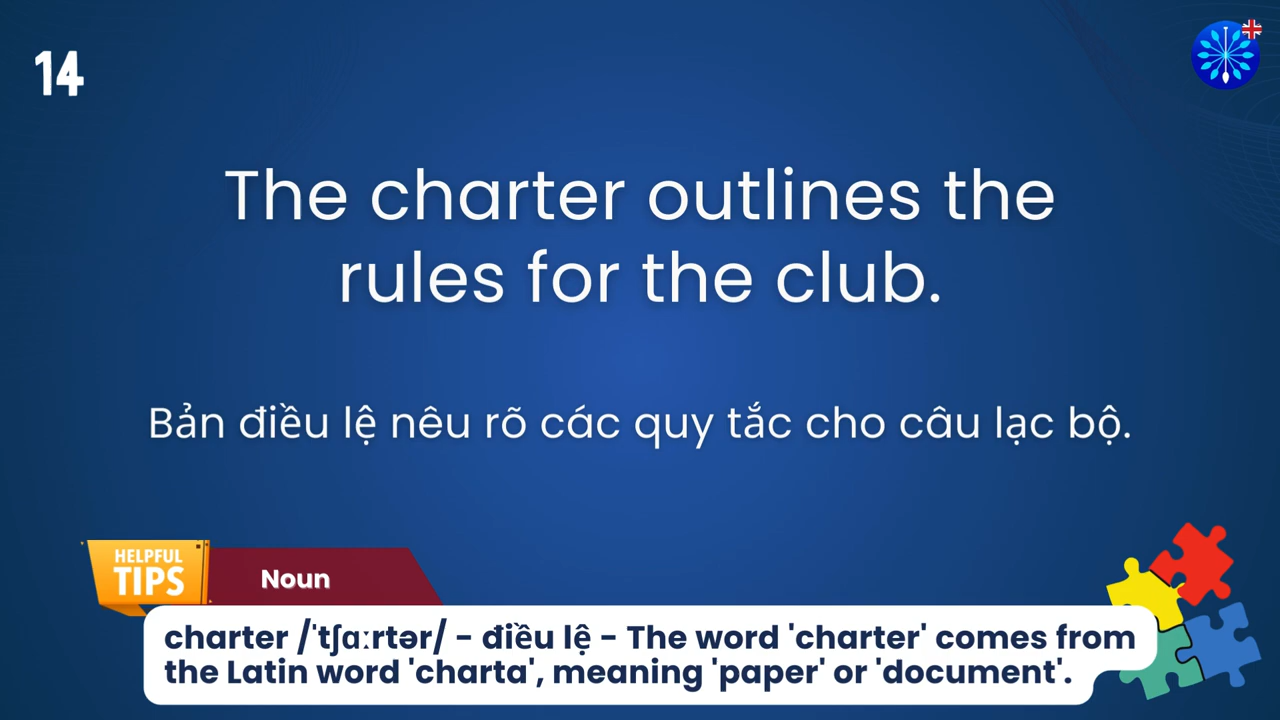 14
The charter outlines the
rules for the club.
Bản điều lệ nêu rõ các quy tắc cho câu lạc bộ.
HELPFUL
TIPS
Noun
charter /ˈtʃɑːrtər/ - điều lệ - The word 'charter' comes from
the Latin word 'charta', meaning 'paper' or 'document'.